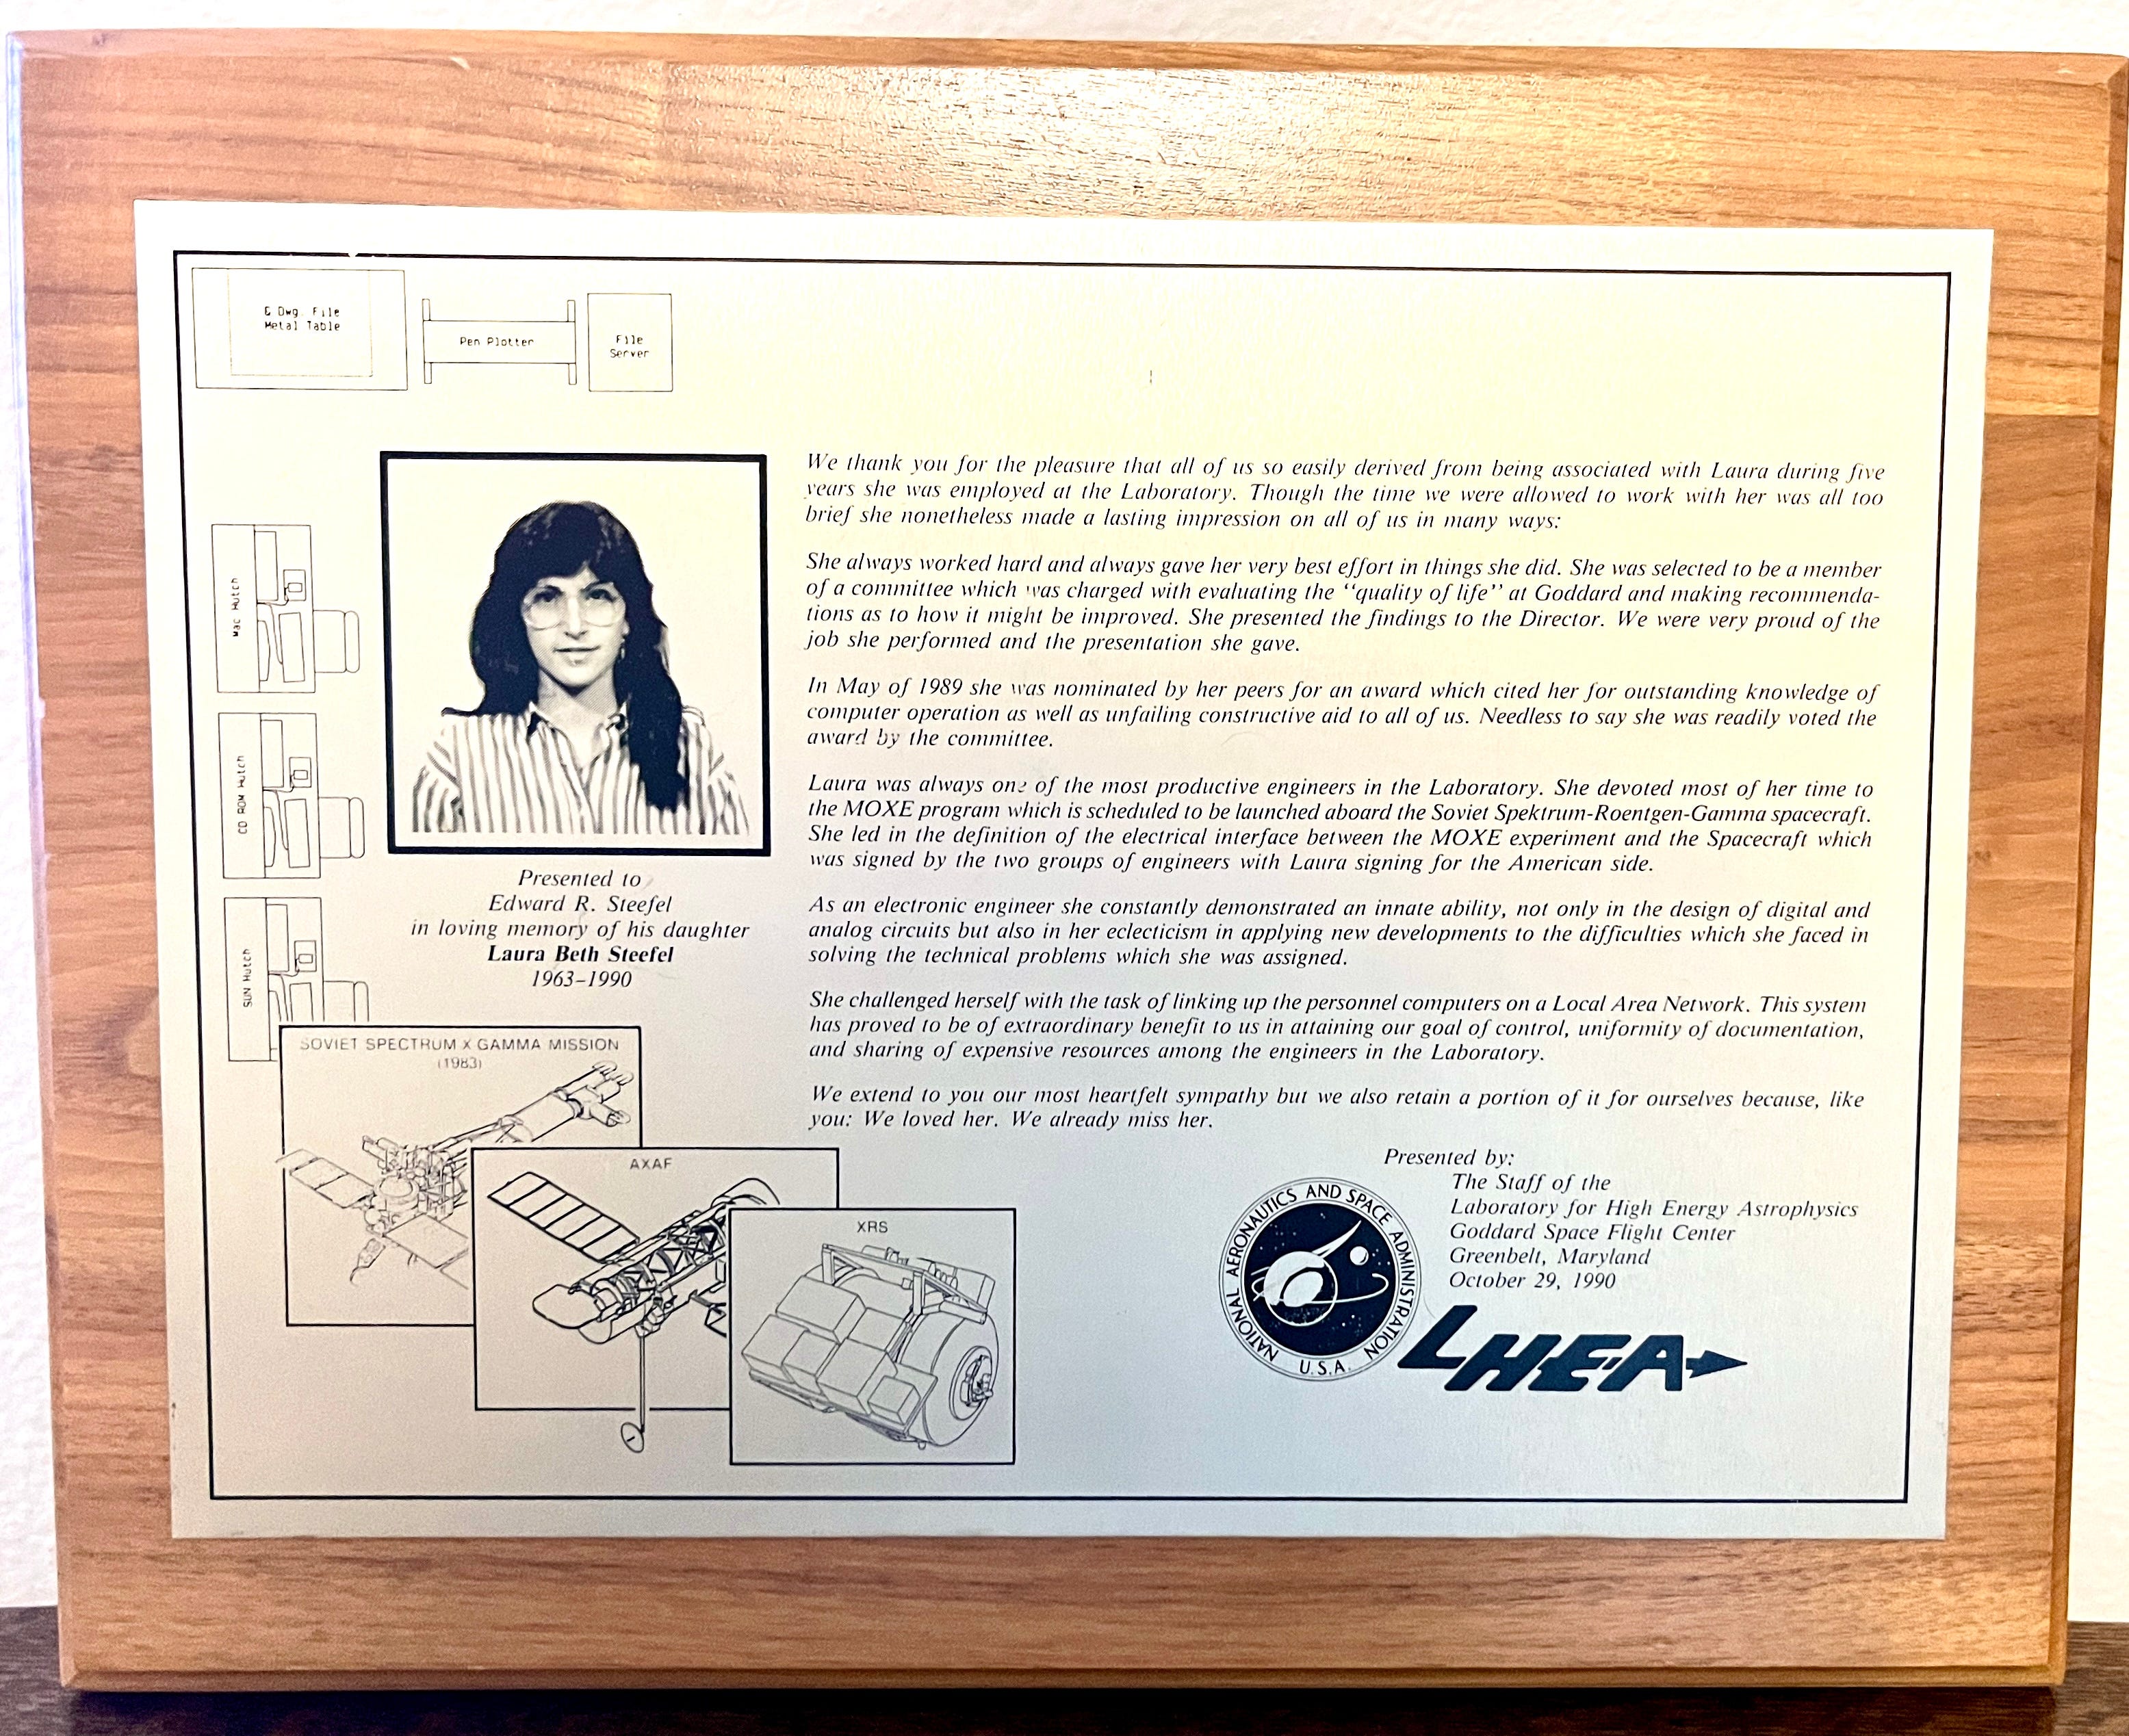 & Dwg. File
Metal Table
Pen Plotter
File
Server
Mac Hutch
CD ROM Hutch
SUN Hutch
We thank you for the pleasure that all of us so easily derived from being associated with Laura during five
years she was employed at the Laboratory. Though the time we were allowed to work with her was all too
brief she nonetheless made a lasting impression on all of us in many ways:
She always worked hard and always gave her very best effort in things she did. She was selected to be a member
of a committee which was charged with evaluating the "quality of life" at Goddard and making recommenda-
tions as to how it might be improved. She presented the findings to the Director. We were very proud of the
job she performed and the presentation she gave.
In May of 1989 she was nominated by her peers for an award which cited her for outstanding knowledge of
computer operation as well as unfailing constructive aid to all of us. Needless to say she was readily voted the
award by the committee.
Laura was always one of the most productive engineers in the Laboratory. She devoted most of her time to
the MOXE program which is scheduled to be launched aboard the Soviet Spektrum-Roentgen-Gamma spacecraft.
She led in the definition of the electrical interface between the MOXE experiment and the Spacecraft which
was signed by the two groups of engineers with Laura signing for the American side.
As an electronic engineer she constantly demonstrated an innate ability, not only in the design of digital and
analog circuits but also in her eclecticism in applying new developments to the difficulties which she faced in
solving the technical problems which she was assigned.
She challenged herself with the task of linking up the personnel computers on a Local Area Network. This system
has proved to be of extraordinary benefit to us in attaining our goal of control, uniformity of documentation,
and sharing of expensive resources among the engineers in the Laboratory.
We extend to you our most heartfelt sympathy but we also retain a portion of it for ourselves because, like
you: We loved her. We already miss her.
Presented to
Edward R. Steefel
in loving memory of his daughter
Laura Beth Steefel
1963–1990
SOVIET SPECTRUM X GAMMA MISSION
(1983)
AXAF
XRS
Presented by:
The Staff of the
Laboratory for High Energy Astrophysics
Goddard Space Flight Center
Greenbelt, Maryland
October 29, 1990
NATIONAL AERONAUTICS AND SPACE ADMINISTRATION
U.S.A.
LHEA